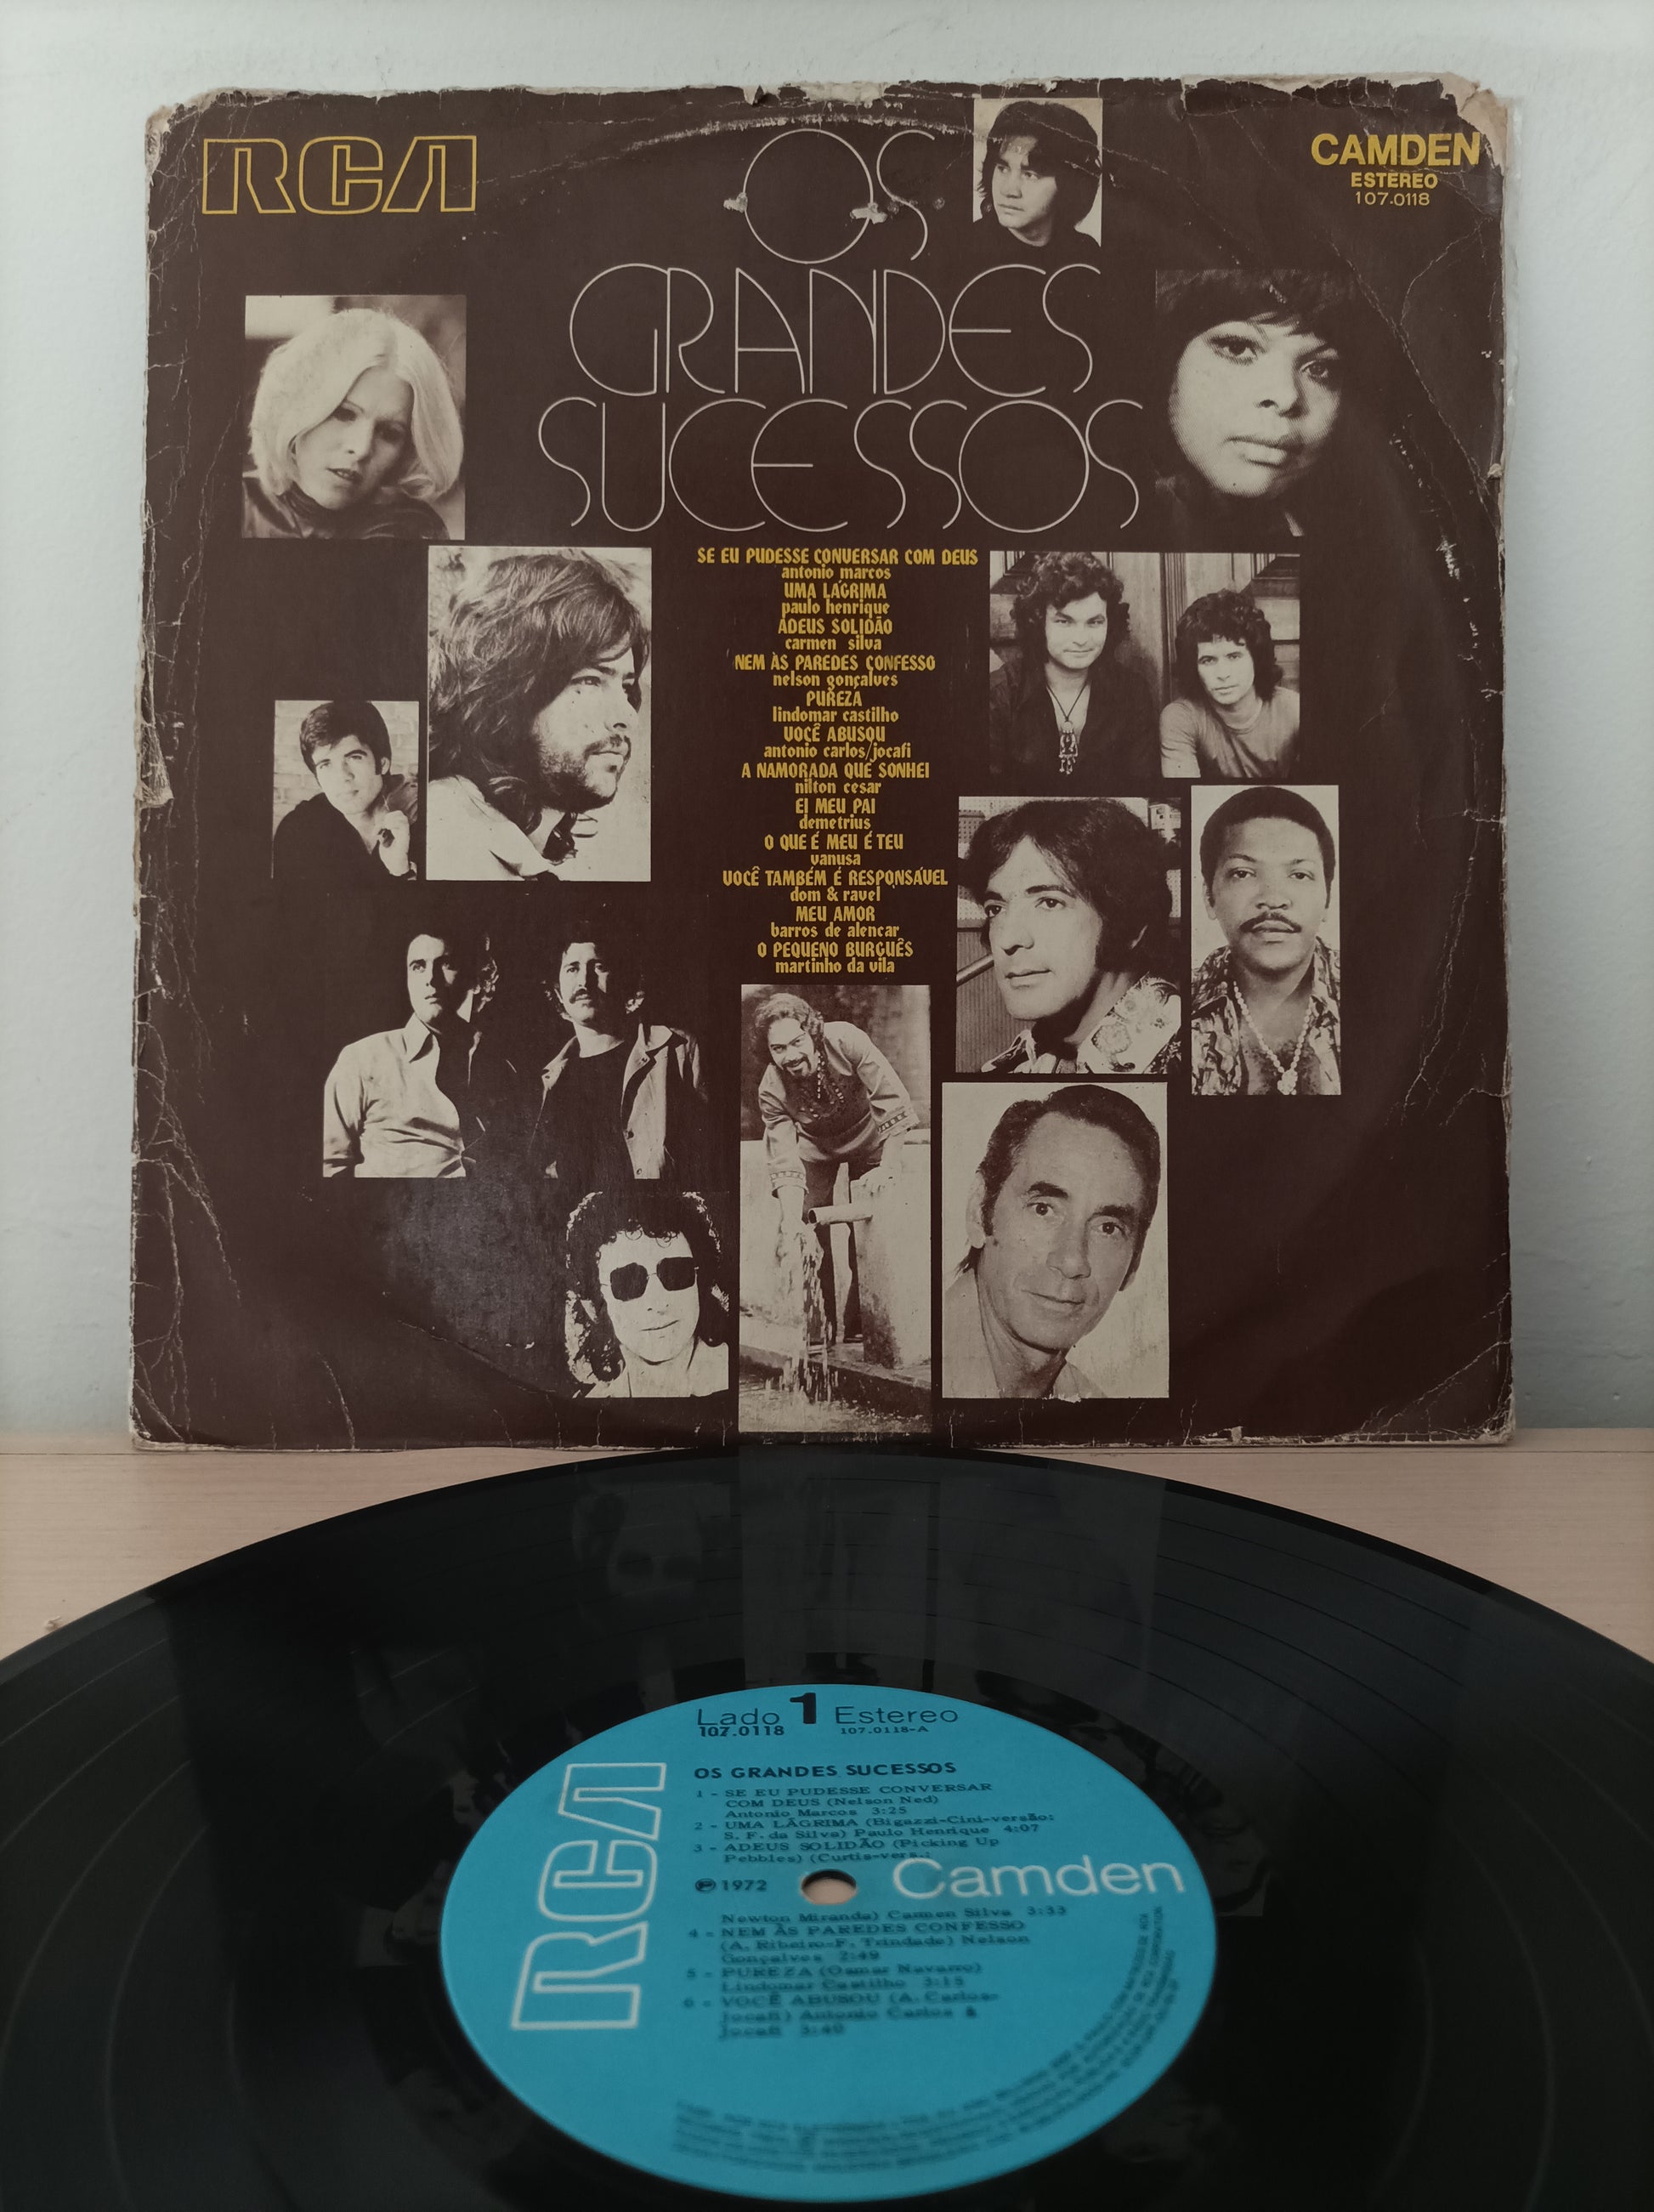 RCA
CAMDEN
ESTÉREO
107.0118
OS
GRANDES
SUCESSOS
SE EU PUDESSE CONVERSAR COM DEUS
antonio marcos
UMA LÁGRIMA
paulo henrique
ADEUS SOLIDÃO
carmen silva
NEM ÀS PAREDES CONFESSO
nelson gonçalves
PUREZA
lindomar castilho
VOCÊ ABUSOU
antonio carlos/jocafi
A NAMORADA QUE SONHEI
nilton cesar
EI MEU PAI
demetrius
O QUE É MEU É TEU
vanusa
VOCÊ TAMBÉM É RESPONSÁVEL
dom & ravel
MEU AMOR
barros de alencar
O PEQUENO BURGUÊS
martinho da vila
Lado 1 Estereo
107.0118 107.0118-A
RCA
OS GRANDES SUCESSOS
1 - SE EU PUDESSE CONVERSAR
COM DEUS (Nelson Ned)
Antonio Marcos 3:25
2 - UMA LÁGRIMA (Bigazzi-Cini-versão:
S. F. da Silva) Paulo Henrique 4:07
3 - ADEUS SOLIDÃO (Picking Up
Pebbles) (Curtis-vers.:
℗ 1972
Camden
Newton Miranda) Carmen Silva 3:33
4 - NEM ÀS PAREDES CONFESSO
(A. Ribeiro-F. Trindade) Nelson
Gonçalves 2:49
5 - PUREZA (Osmar Navarro)
Lindomar Castilho 3:15
6 - VOCÊ ABUSOU (A. Carlos-
Jocafi) Antonio Carlos &
Jocafi 3:40